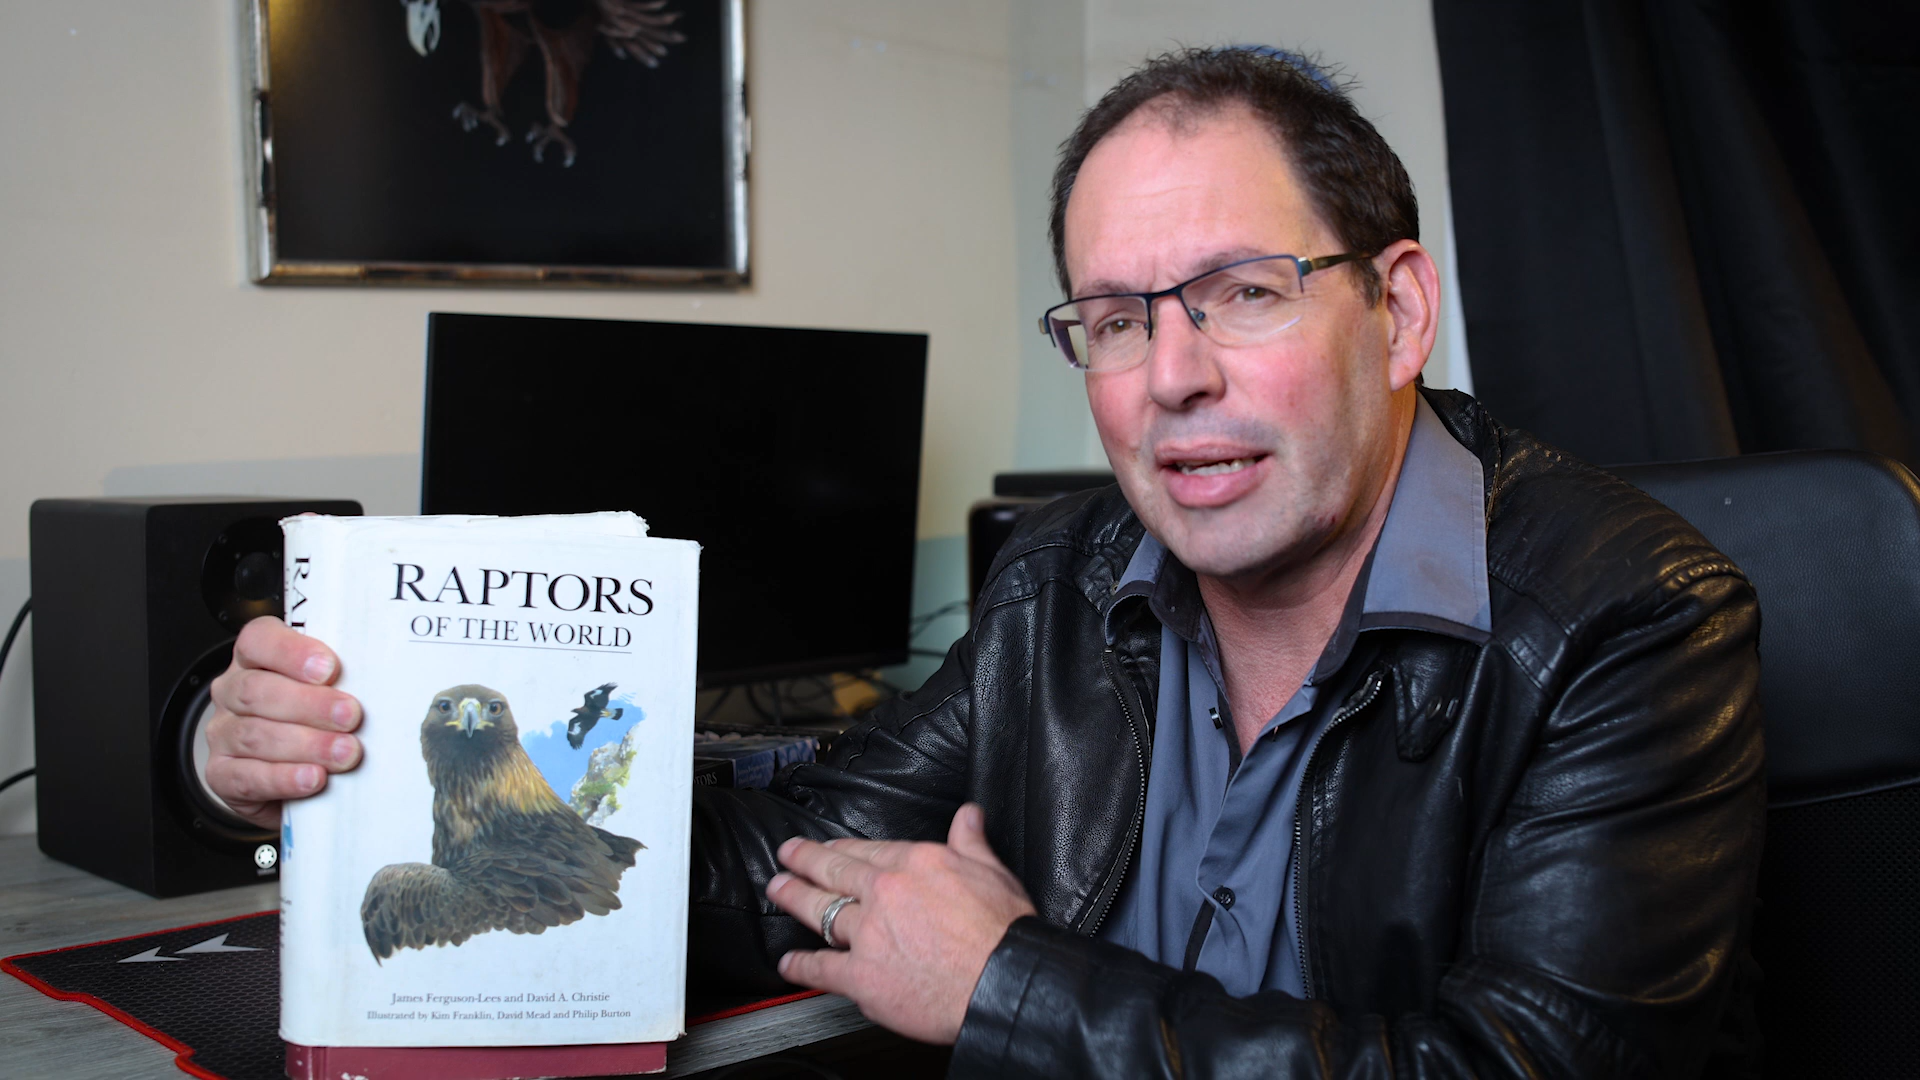 RAPTORS
OF THE WORLD
James Ferguson-Lees and David A. Christie
Illustrated by Kim Franklin, David Mead and Philip Burton
RAP